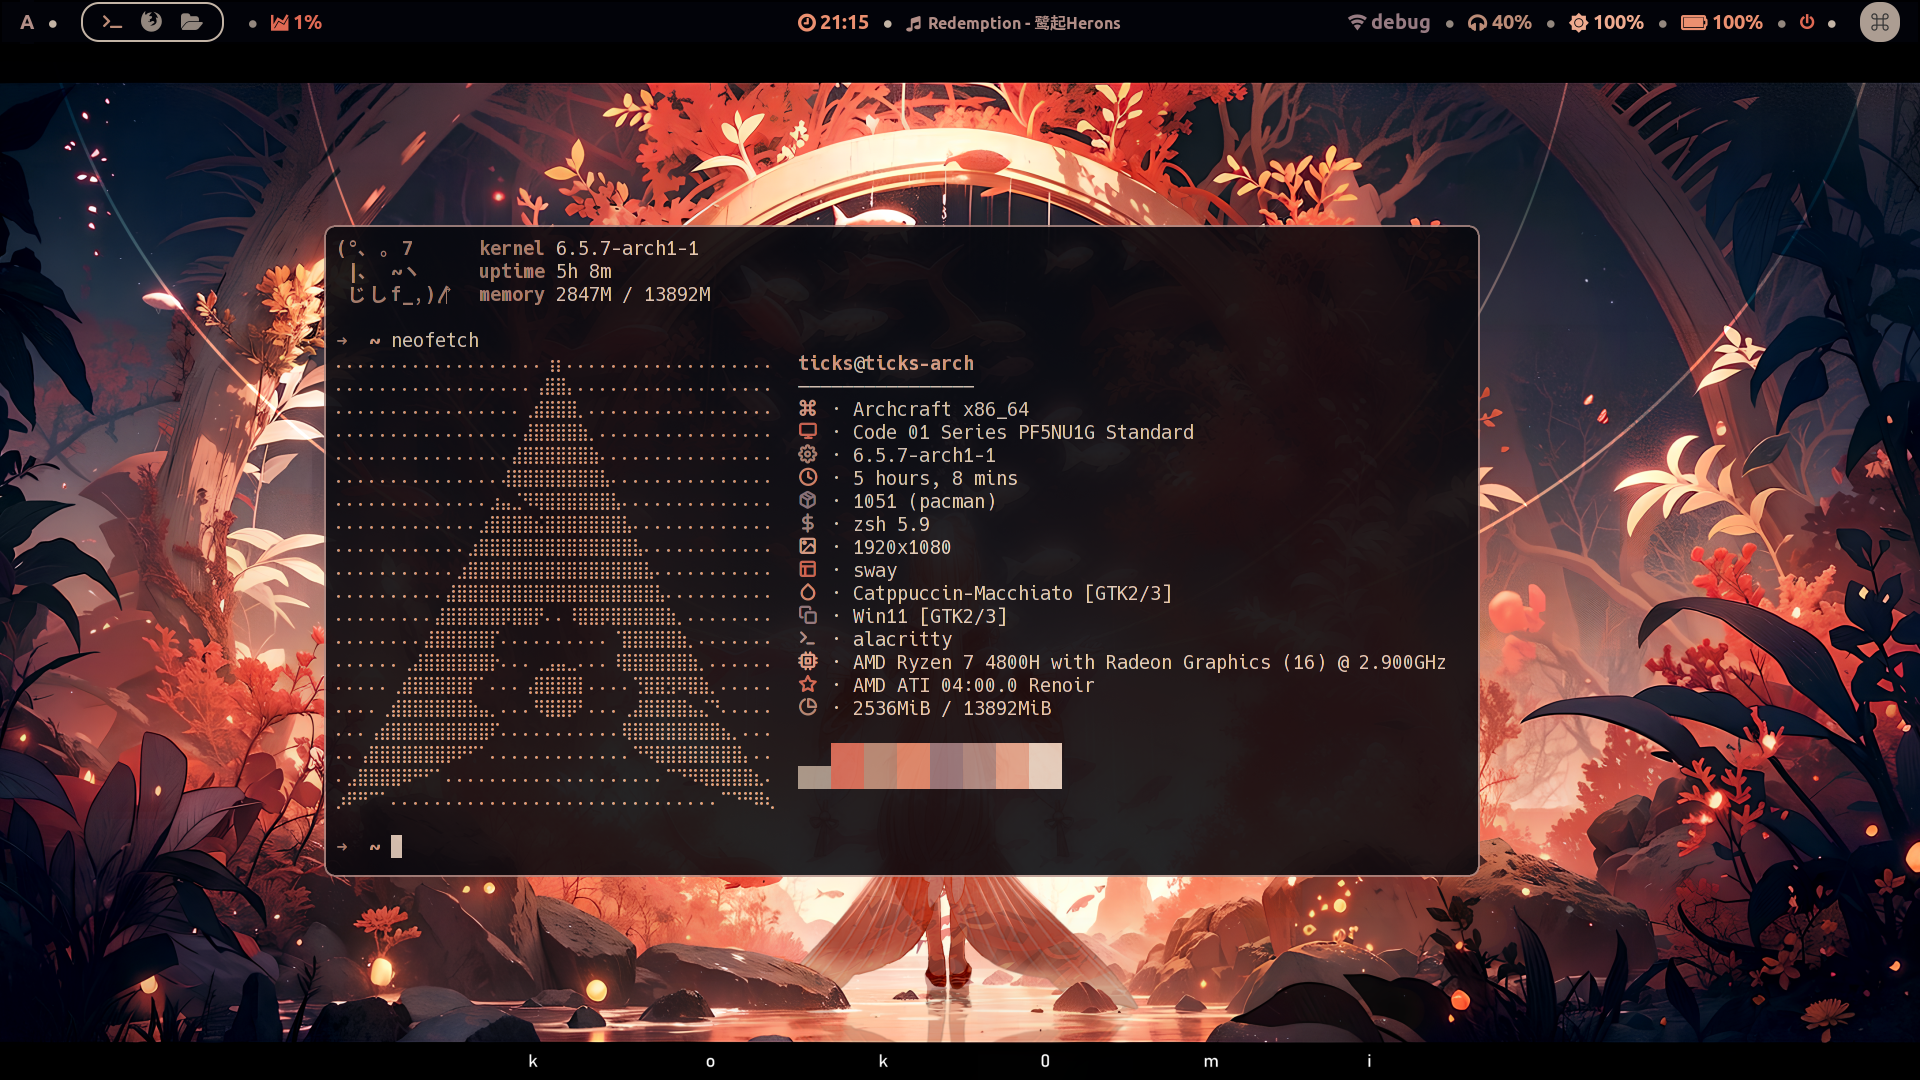 A 1% 21:15 Redemption - 鹭起Herons debug 40% 100% 100%
(°、。7 kernel 6.5.7-arch1-1
|、 ~ヽ uptime 5h 8m
じしf_,)ノ memory 2847M / 13892M
→ ~ neofetch
ticks@ticks-arch
· Archcraft x86_64
· Code 01 Series PF5NU1G Standard
· 6.5.7-arch1-1
· 5 hours, 8 mins
· 1051 (pacman)
· zsh 5.9
· 1920x1080
· sway
· Catppuccin-Macchiato [GTK2/3]
· Win11 [GTK2/3]
· alacritty
· AMD Ryzen 7 4800H with Radeon Graphics (16) @ 2.900GHz
· AMD ATI 04:00.0 Renoir
· 2536MiB / 13892MiB
→ ~
k o k 0 m i